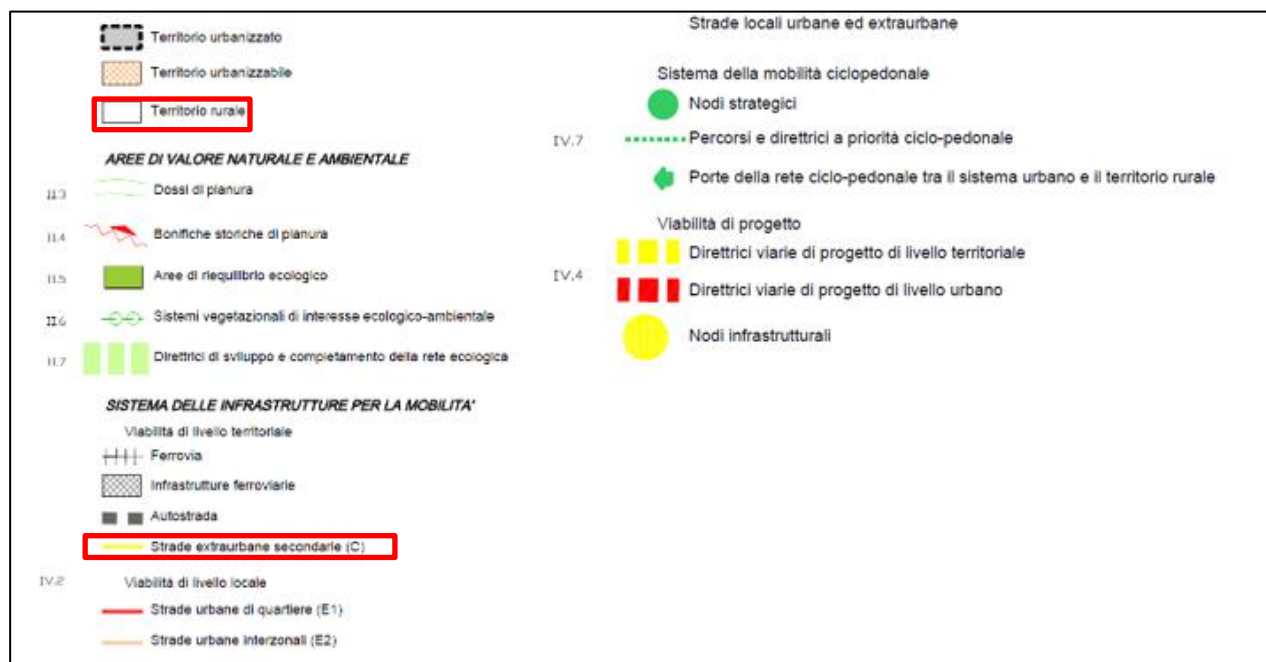 Territorio urbanizzato
Territorio urbanizzabile
Territorio rurale
AREE DI VALORE NATURALE E AMBIENTALE
II.3 Dossi di pianura
II.4 Bonifiche storiche di pianura
II.5 Aree di riequilibrio ecologico
II.6 Sistemi vegetazionali di interesse ecologico-ambientale
II.7 Direttrici di sviluppo e completamento della rete ecologica
SISTEMA DELLE INFRASTRUTTURE PER LA MOBILITA'
Viabilità di livello territoriale
Ferrovia
Infrastrutture ferroviarie
Autostrada
Strade extraurbane secondarie (C)
IV.2 Viabilità di livello locale
Strade urbane di quartiere (E1)
Strade urbane interzonali (E2)
Strade locali urbane ed extraurbane
Sistema della mobilità ciclopedonale
Nodi strategici
IV.7 Percorsi e direttrici a priorità ciclo-pedonale
Porte della rete ciclo-pedonale tra il sistema urbano e il territorio rurale
Viabilità di progetto
Direttrici viarie di progetto di livello territoriale
IV.4 Direttrici viarie di progetto di livello urbano
Nodi infrastrutturali